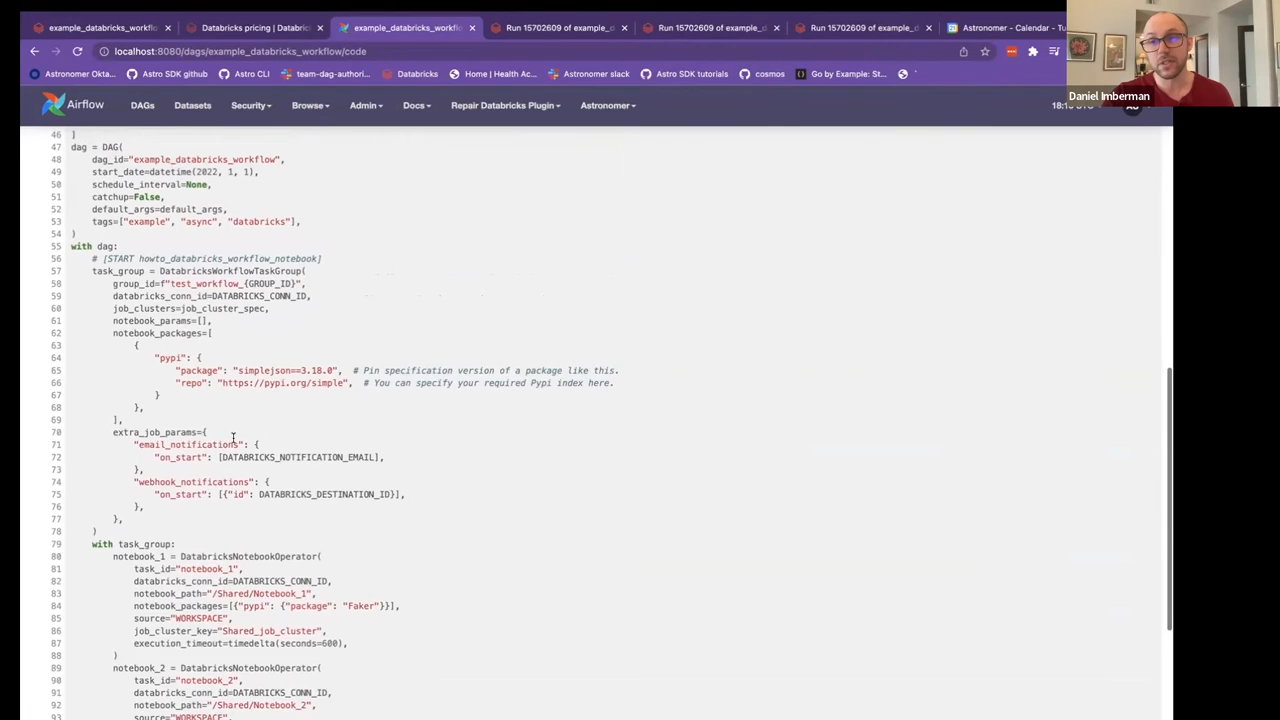 example_databricks_workflow
Databricks pricing | Databricks
example_databricks_workflow
Run 15702609 of example_d
Run 15702609 of example_d
Run 15702609 of example_d
Astronomer - Calendar - Tu
localhost:8080/dags/example_databricks_workflow/code
Astronomer Okta...
Astro SDK github
Astro CLI
team-dag-authori...
Databricks
Home | Health Ac...
Astronomer slack
Astro SDK tutorials
cosmos
Go by Example: St...
Daniel Imberman
Airflow
DAGs
Datasets
Security
Browse
Admin
Docs
Repair Databricks Plugin
Astronomer
46 ]
47 dag = DAG(
48 dag_id="example_databricks_workflow",
49 start_date=datetime(2022, 1, 1),
50 schedule_interval=None,
51 catchup=False,
52 default_args=default_args,
53 tags=["example", "async", "databricks"],
54 )
55 with dag:
56 # [START howto_databricks_workflow_notebook]
57 task_group = DatabricksWorkflowTaskGroup(
58 group_id=f"test_workflow_{GROUP_ID}",
59 databricks_conn_id=DATABRICKS_CONN_ID,
60 job_clusters=job_cluster_spec,
61 notebook_params=[],
62 notebook_packages=[
63 {
64 "pypi": {
65 "package": "simplejson==3.18.0", # Pin specification version of a package like this.
66 "repo": "https://pypi.org/simple", # You can specify your required Pypi index here.
67 }
68 },
69 ],
70 extra_job_params={
71 "email_notifications": {
72 "on_start": [DATABRICKS_NOTIFICATION_EMAIL],
73 },
74 "webhook_notifications": {
75 "on_start": [{"id": DATABRICKS_DESTINATION_ID}],
76 },
77 },
78 )
79 with task_group:
80 notebook_1 = DatabricksNotebookOperator(
81 task_id="notebook_1",
82 databricks_conn_id=DATABRICKS_CONN_ID,
83 notebook_path="/Shared/Notebook_1",
84 notebook_packages=[{"pypi": {"package": "Faker"}}],
85 source="WORKSPACE",
86 job_cluster_key="Shared_job_cluster",
87 execution_timeout=timedelta(seconds=600),
88 )
89 notebook_2 = DatabricksNotebookOperator(
90 task_id="notebook_2",
91 databricks_conn_id=DATABRICKS_CONN_ID,
92 notebook_path="/Shared/Notebook_2",
93 source="WORKSPACE",